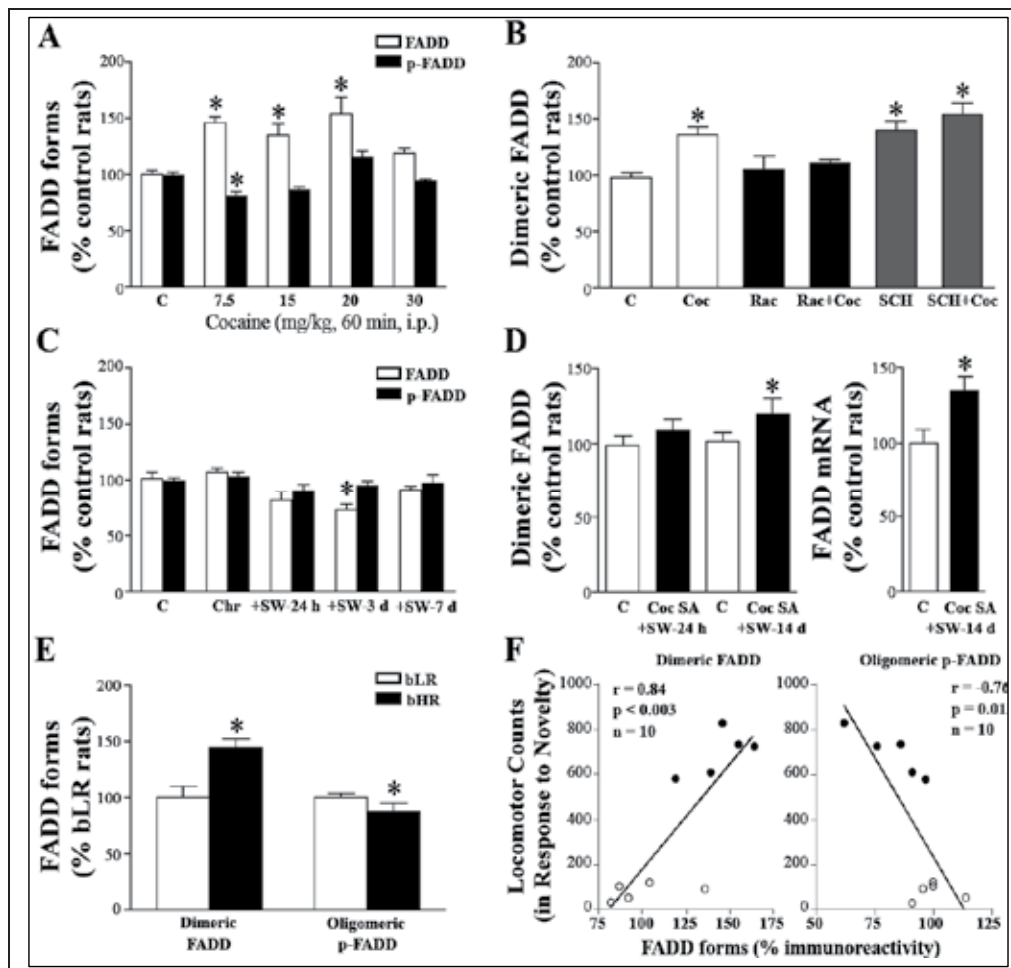 A
FADD forms
(% control rats)
FADD
p-FADD
200
150
100
50
0
* * * *
C 7.5 15 20 30
Cocaine (mg/kg, 60 min, i.p.)
B
Dimeric FADD
(% control rats)
200
150
100
50
0
* * *
C Coc Rac Rac+Coc SCH SCH+Coc
C
FADD forms
(% control rats)
FADD
p-FADD
200
150
100
50
0
*
C Chr +SW-24 h +SW-3 d +SW-7 d
D
Dimeric FADD
(% control rats)
150
100
50
0
*
C Coc SA C Coc SA
+SW-24 h +SW-14 d
FADD mRNA
(% control rats)
150
100
50
0
*
C Coc SA
+SW-14 d
E
FADD forms
(% bLR rats)
bLR
bHR
200
150
100
50
0
* *
Dimeric Oligomeric
FADD p-FADD
F
Dimeric FADD Oligomeric p-FADD
Locomotor Counts
(in Response to Novelty)
1000
800
600
400
200
0
r = 0.84
p < 0.003
n = 10
75 100 125 150 175
1000
800
600
400
200
0
r = -0.76
p = 0.01
n = 10
50 75 100 125
FADD forms (% immunoreactivity)